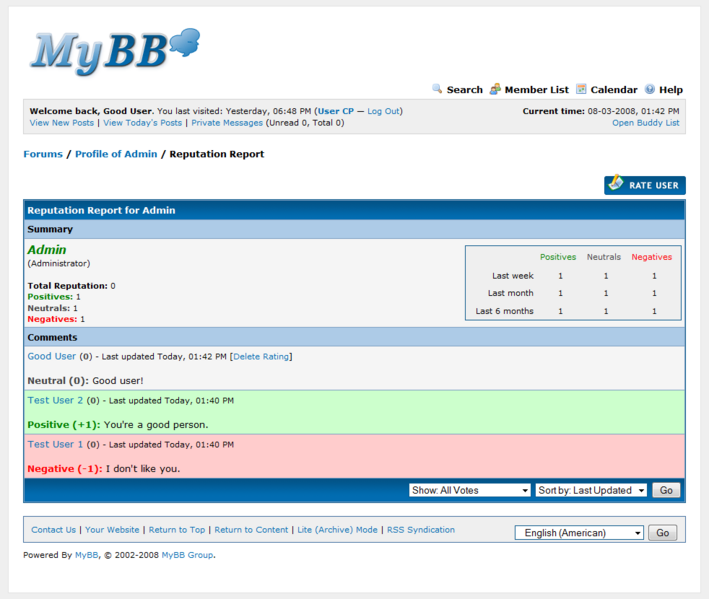 MyBB
Search Member List Calendar Help
Welcome back, Good User. You last visited: Yesterday, 06:48 PM (User CP — Log Out) Current time: 08-03-2008, 01:42 PM
View New Posts | View Today's Posts | Private Messages (Unread 0, Total 0) Open Buddy List
Forums / Profile of Admin / Reputation Report
RATE USER
Reputation Report for Admin
Summary
Admin
(Administrator)
Total Reputation: 0
Positives: 1
Neutrals: 1
Negatives: 1
Positives Neutrals Negatives
Last week 1 1 1
Last month 1 1 1
Last 6 months 1 1 1
Comments
Good User (0) - Last updated Today, 01:42 PM [Delete Rating]
Neutral (0): Good user!
Test User 2 (0) - Last updated Today, 01:40 PM
Positive (+1): You're a good person.
Test User 1 (0) - Last updated Today, 01:40 PM
Negative (-1): I don't like you.
Show: All Votes Sort by: Last Updated Go
Contact Us | Your Website | Return to Top | Return to Content | Lite (Archive) Mode | RSS Syndication English (American) Go
Powered By MyBB, © 2002-2008 MyBB Group.